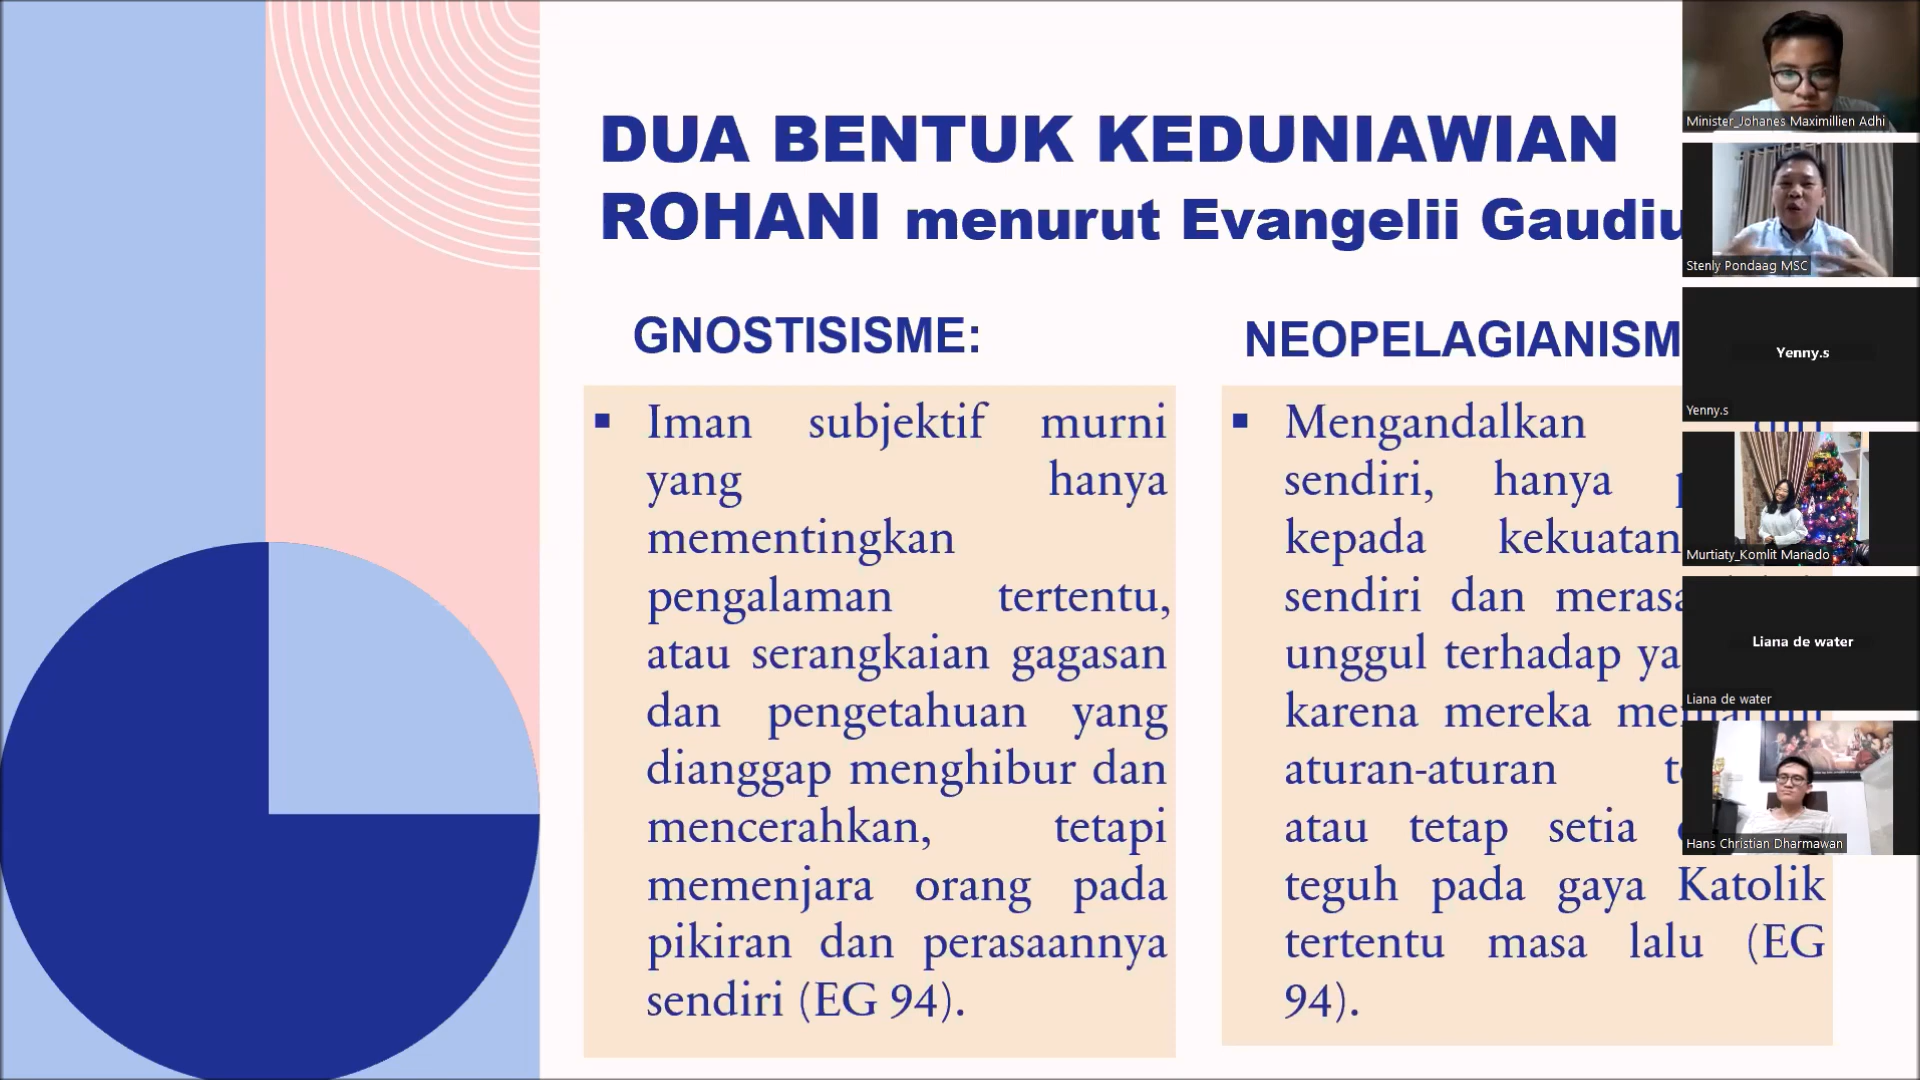 DUA BENTUK KEDUNIAWIAN
ROHANI menurut Evangelii Gaudiu
GNOSTISISME:
▪ Iman subjektif murni
yang hanya
mementingkan
pengalaman tertentu,
atau serangkaian gagasan
dan pengetahuan yang
dianggap menghibur dan
mencerahkan, tetapi
memenjara orang pada
pikiran dan perasaannya
sendiri (EG 94).
NEOPELAGIANISM
▪ Mengandalkan
sendiri, hanya
kepada kekuatan
sendiri dan merasa
unggul terhadap ya
karena mereka
aturan-aturan
atau tetap setia
teguh pada gaya Katolik
tertentu masa lalu (EG
94).
Minister_Johanes Maximillien Adhi
Stenly Pondaag MSC
Yenny.s
Yenny.s
Murtiaty_Komlit Manado
Liana de water
Liana de water
Hans Christian Dharmawan